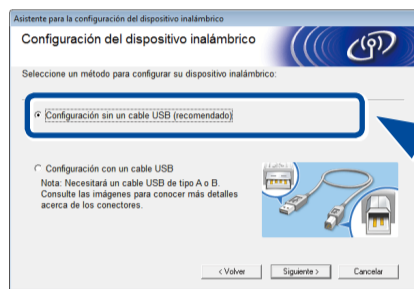 Asistente para la configuración del dispositivo inalámbrico
Configuración del dispositivo inalámbrico
Seleccione un método para configurar su dispositivo inalámbrico:
Configuración sin un cable USB (recomendado)
Configuración con un cable USB
Nota: Necesitará un cable USB de tipo A o B.
Consulte las imágenes para conocer más detalles
acerca de los conectores.
< Volver
Siguiente >
Cancelar